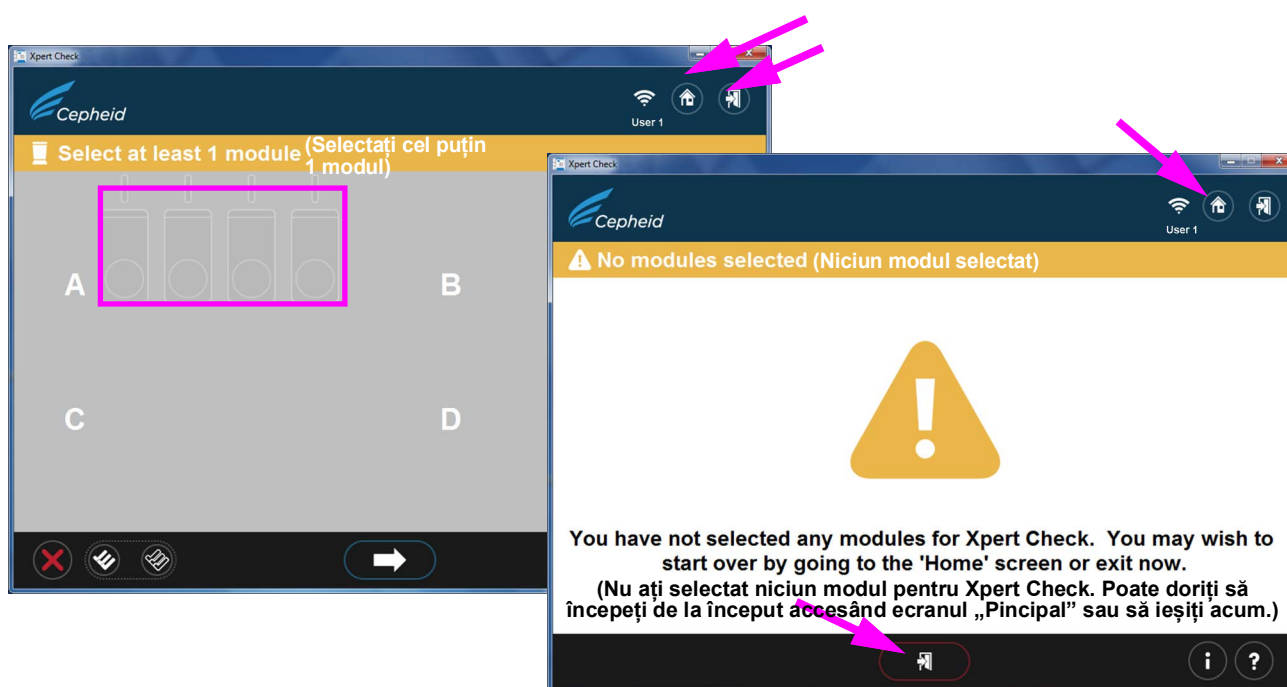 Xpert Check
Cepheid
User 1
Select at least 1 module (Selectați cel puțin
1 modul)
A
B
C
D
Xpert Check
Cepheid
User 1
No modules selected (Niciun modul selectat)
You have not selected any modules for Xpert Check. You may wish to
start over by going to the 'Home' screen or exit now.
(Nu ați selectat niciun modul pentru Xpert Check. Poate doriți să
începeți de la început accesând ecranul „Pincipal” sau să ieșiți acum.)
i
?